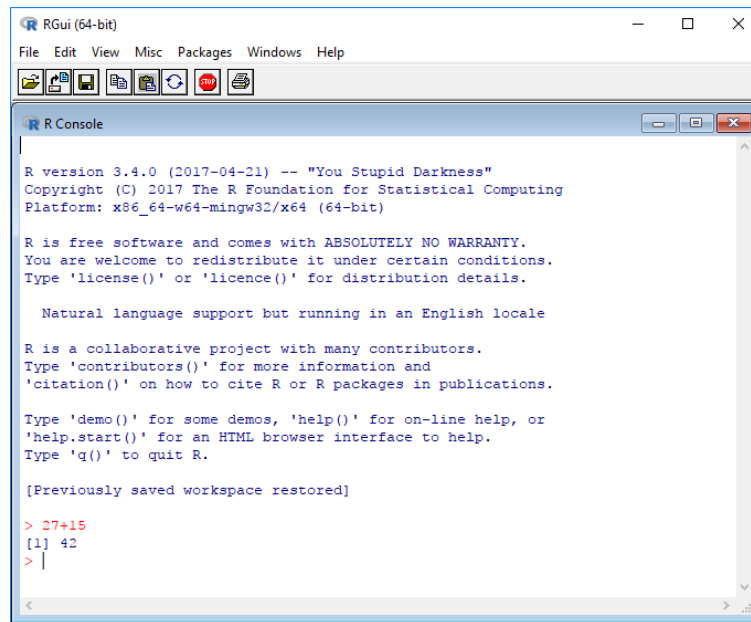 RGui (64-bit)
File Edit View Misc Packages Windows Help
STOP
R Console
R version 3.4.0 (2017-04-21) -- "You Stupid Darkness"
Copyright (C) 2017 The R Foundation for Statistical Computing
Platform: x86_64-w64-mingw32/x64 (64-bit)
R is free software and comes with ABSOLUTELY NO WARRANTY.
You are welcome to redistribute it under certain conditions.
Type 'license()' or 'licence()' for distribution details.
Natural language support but running in an English locale
R is a collaborative project with many contributors.
Type 'contributors()' for more information and
'citation()' on how to cite R or R packages in publications.
Type 'demo()' for some demos, 'help()' for on-line help, or
'help.start()' for an HTML browser interface to help.
Type 'q()' to quit R.
[Previously saved workspace restored]
> 27+15
[1] 42
>